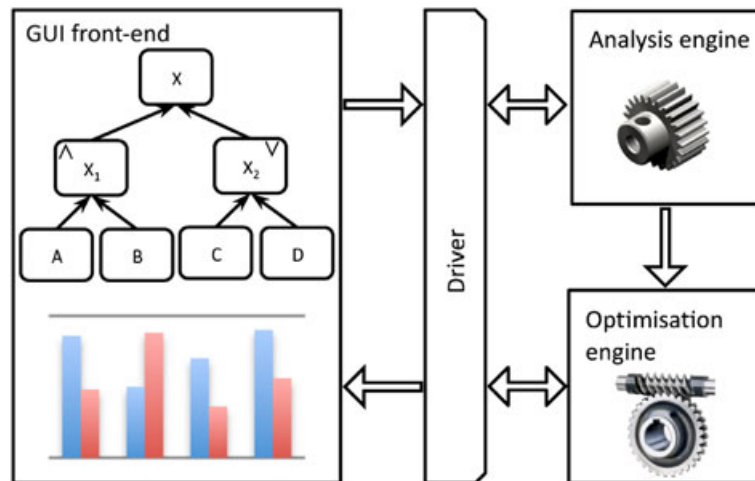 GUI front-end
X
∧
X₁
∨
X₂
A
B
C
D
Driver
Analysis engine
Optimisation
engine